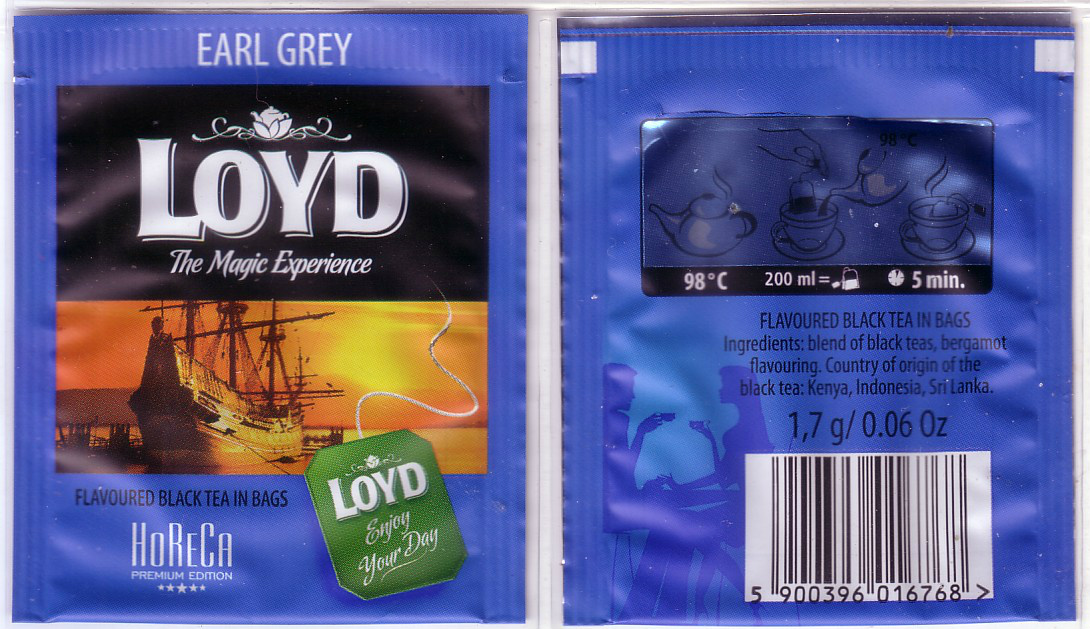 EARL GREY
LOYD
The Magic Experience
LOYD
Enjoy
Your Day
FLAVOURED BLACK TEA IN BAGS
HoReCa
PREMIUM EDITION
98°C
98°C 200 ml= 5 min.
FLAVOURED BLACK TEA IN BAGS
Ingredients: blend of black teas, bergamot
flavouring. Country of origin of the
black tea: Kenya, Indonesia, Sri Lanka.
1,7 g/ 0.06 Oz
5 900396 016768 >